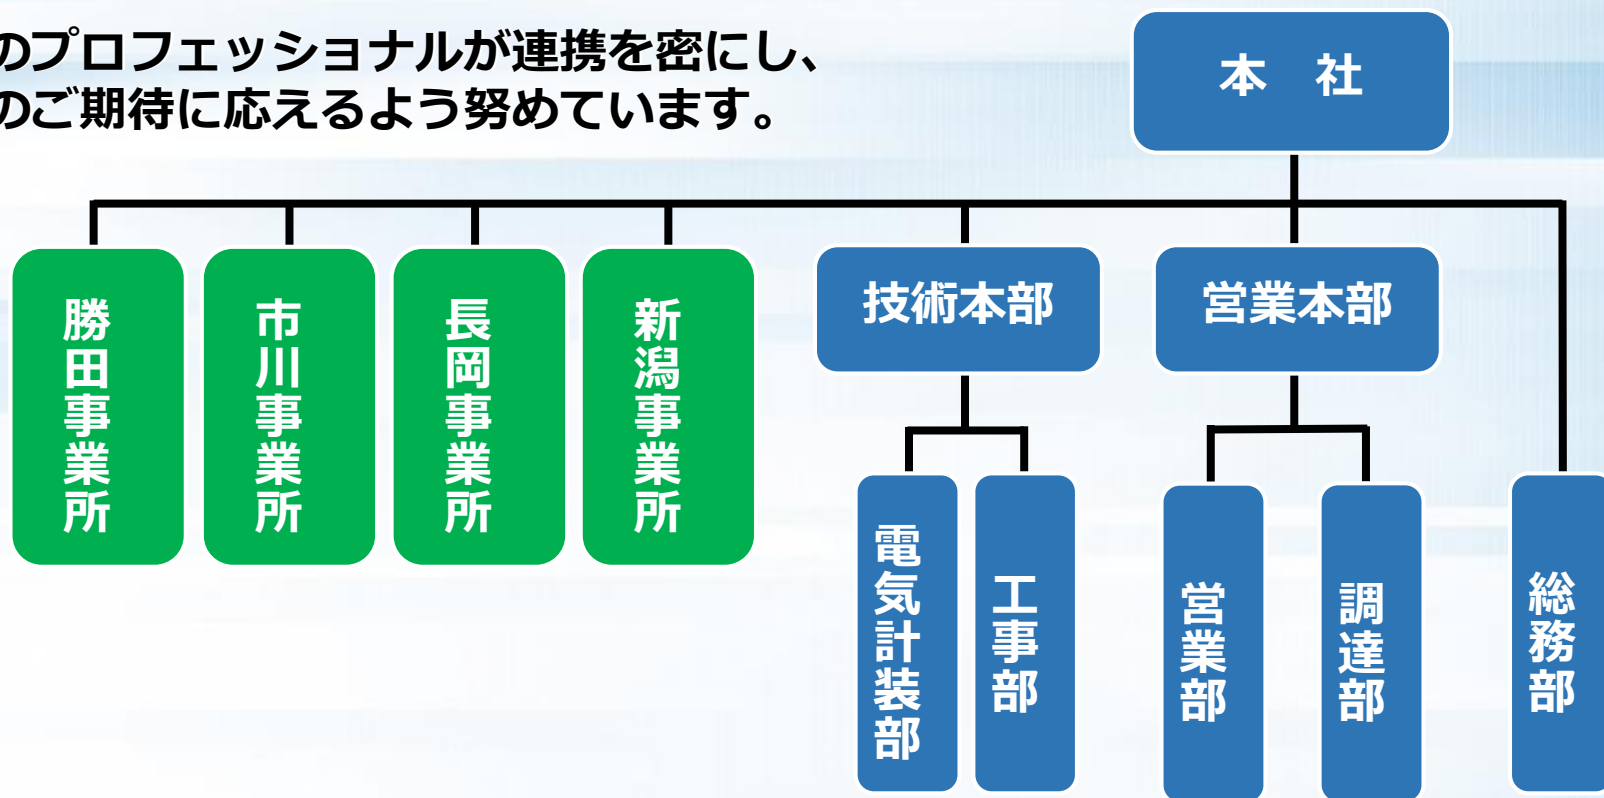 のプロフェッショナルが連携を密にし、
のご期待に応えるよう努めています。
本　社
勝田事業所
市川事業所
長岡事業所
新潟事業所
技術本部
営業本部
電気計装部
工事部
営業部
調達部
総務部